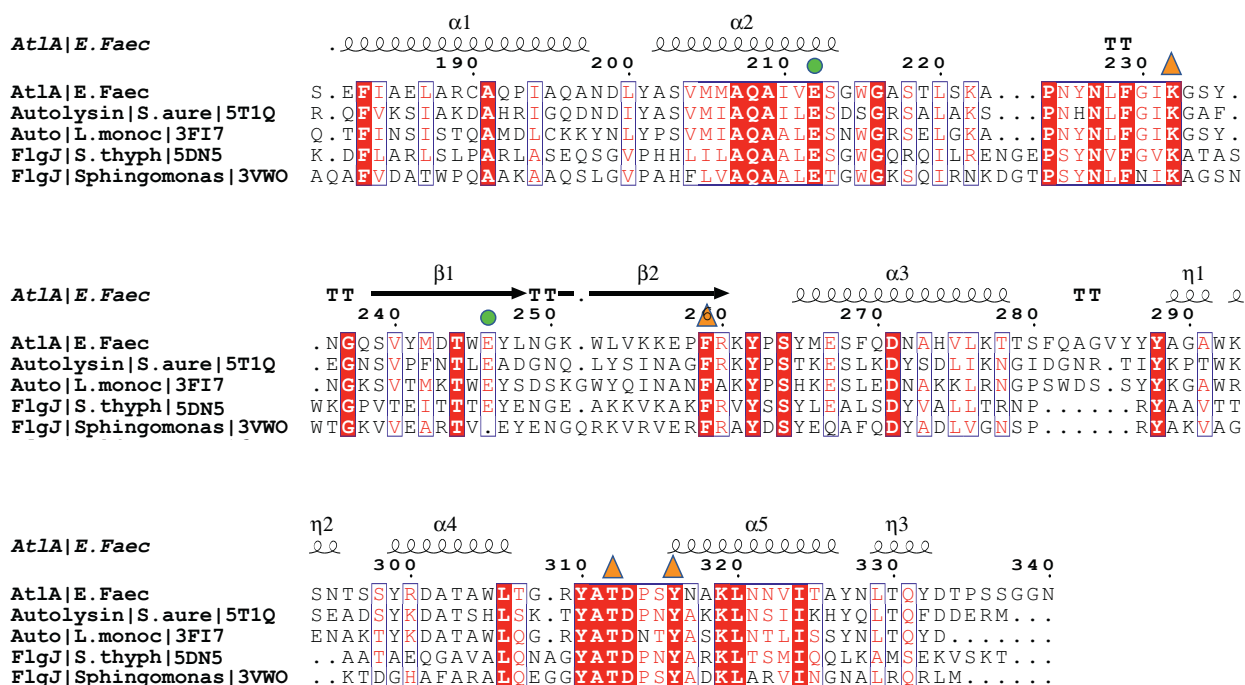 α1 α2
AtlA|E.Faec . TT
190 200 210 220 230
AtlA|E.Faec S.EFIAELARCAQPIAQANDLYASVMMAQAIVESGWGASTLSKA...PNYNLFGIKGSY.
Autolysin|S.aure|5T1Q R.QFVKSIAKDAHRIGQDNDIYASVMIAQAILESDSGRSALAKS...PNHNLFGIKGAF.
Auto|L.monoc|3FI7 Q.TFINSISTQAMDLCKKYNLYPSVMIAQAALESNWGRSELGKA...PNYNLFGIKGSY.
FlgJ|S.thyph|5DN5 K.DFLARLSLPARLASEQSGVPHHLILAQAALESGWGQRQILRENGEPSYNVFGVKATAS
FlgJ|Sphingomonas|3VWO AQAFVDATWPQAAKAAQSLGVPAHFLVAQAALETGWGKSQIRNKDGTPSYNLFNIKAGSN
β1 β2 α3 η1
AtlA|E.Faec TT TT . TT
240 250 260 270 280 290
AtlA|E.Faec .NGQSVYMDTWEYLNGK.WLVKKEPFRKYPSYMESFQDNAHVLKTTSFQAGVYYYAGAWK
Autolysin|S.aure|5T1Q .EGNSVPFNTLEADGNQ.LYSINAGFRKYPSTKESLKDYSDLIKNGIDGNR.TIYKPTWK
Auto|L.monoc|3FI7 .NGKSVTMKTWEYSDSKGWYQINANFAKYPSHKESLEDNAKKLRNGPSWDS.SYYKGAWR
FlgJ|S.thyph|5DN5 WKGPVTEITTTEYENGE.AKKVKAKFRVYSSYLEALSDYVALLTRNP......RYAAVTT
FlgJ|Sphingomonas|3VWO WTGKVVEARTV.EYENGQRKVRVERFRAYDSYEQAFQDYADLVGNSP......RYAKVAG
η2 α4 α5 η3
AtlA|E.Faec
300 310 320 330 340
AtlA|E.Faec SNTSSYRDATAWLTG.RYATDPSYNAKLNNVITAYNLTQYDTPSSGGN
Autolysin|S.aure|5T1Q SEADSYKDATSHLSK.TYATDPNYAKKLNSIIKHYQLTQFDDERM...
Auto|L.monoc|3FI7 ENAKTYKDATAWLQG.RYATDNTYASKLNTLISSYNLTQYD.......
FlgJ|S.thyph|5DN5 ..AATAEQGAVALQNAGYATDPNYARKLTSMIQQLKAMSEKVSKT...
FlgJ|Sphingomonas|3VWO ..KTDGHAFARALQEGGYATDPSYADKLARVINGNALRQRLM......